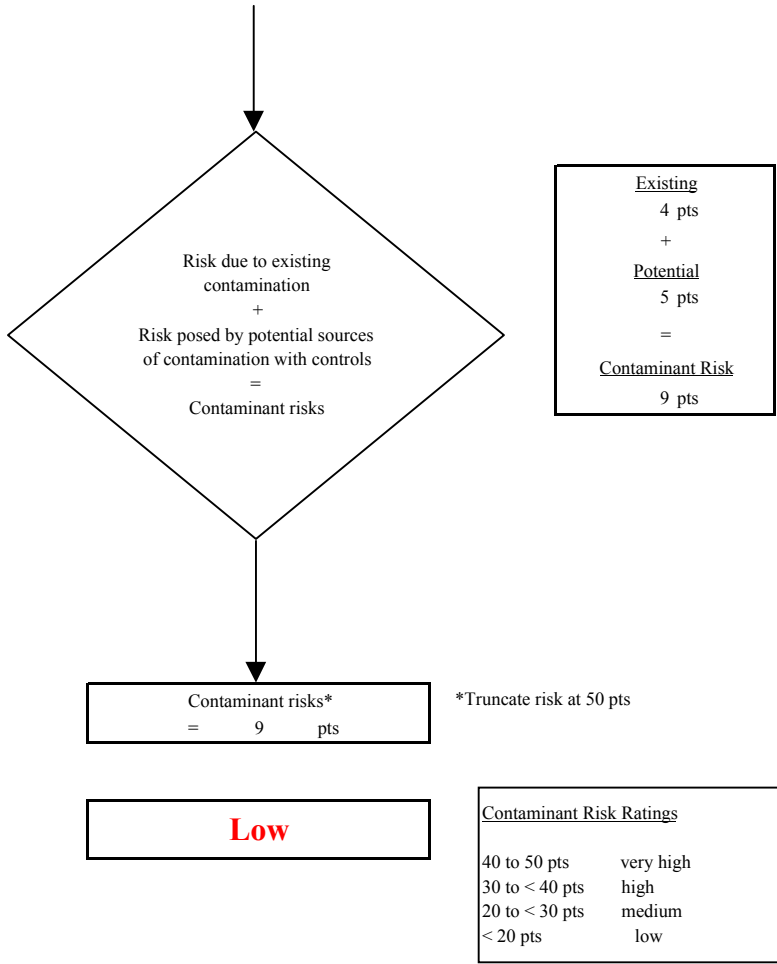 Risk due to existing
contamination
+
Risk posed by potential sources
of contamination with controls
=
Contaminant risks
Existing
4 pts
+
Potential
5 pts
=
Contaminant Risk
9 pts
Contaminant risks*
= 9 pts
*Truncate risk at 50 pts
Low
Contaminant Risk Ratings
40 to 50 pts very high
30 to < 40 pts high
20 to < 30 pts medium
< 20 pts low